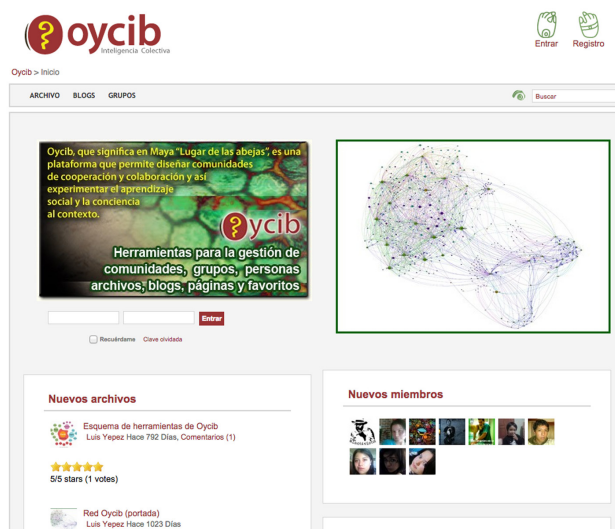 oycib
Inteligencia Colectiva
Entrar
Registro
Oycib > Inicio
ARCHIVO BLOGS GRUPOS
Buscar
Oycib, que significa en Maya "Lugar de las abejas", es una
plataforma que permite diseñar comunidades
de cooperación y colaboración y así
experimentar el aprendizaje
social y la conciencia
al contexto.
Oycib
Herramientas para la gestión de
comunidades, grupos, personas
archivos, blogs, páginas y favoritos
Entrar
Recuérdame Clave olvidada
Nuevos archivos
Esquema de herramientas de Oycib
Luis Yepez Hace 792 Días, Comentarios (1)
5/5 stars (1 votes)
Red Oycib (portada)
Luis Yepez Hace 1023 Días
Nuevos miembros